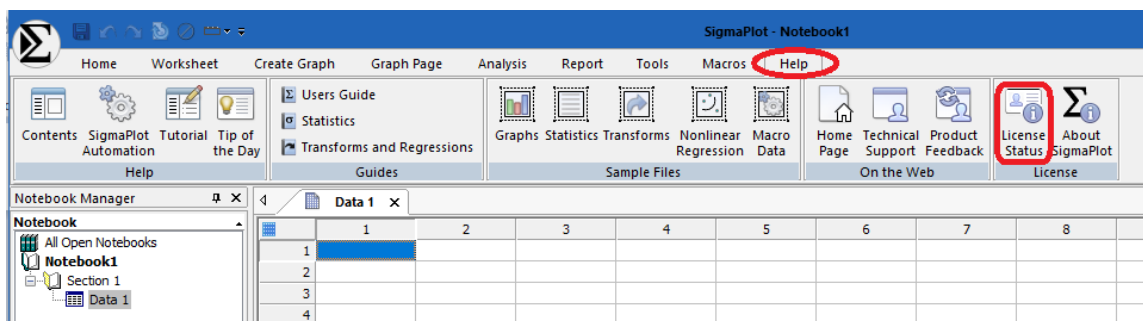 SigmaPlot - Notebook1
Home Worksheet Create Graph Graph Page Analysis Report Tools Macros Help
Σ Users Guide
σ Statistics
Transforms and Regressions
Contents SigmaPlot Automation Tutorial Tip of the Day
Graphs Statistics Transforms Nonlinear Regression Macro Data
Home Page Technical Support Product Feedback
License Status About SigmaPlot
Help Guides Sample Files On the Web License
Notebook Manager
Data 1
Notebook
All Open Notebooks
Notebook1
Section 1
Data 1
1 2 3 4 5 6 7 8
1
2
3
4